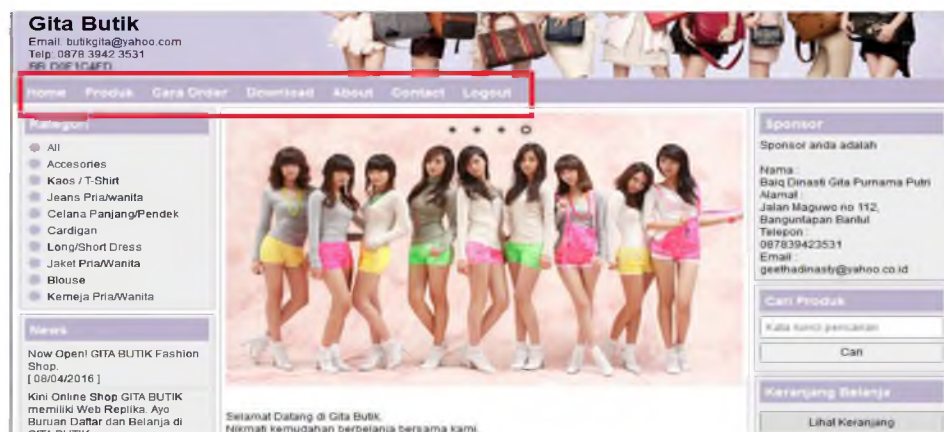 Gita Butik
Email: butikgita@yahoo.com
Telp: 0878 3942 3531
Home Produk Cara Order Download About Contact Logout
Kategori
All
Accesories
Kaos / T-Shirt
Jeans Pria/wanita
Celana Panjang/Pendek
Cardigan
Long/Short Dress
Jaket Pria/Wanita
Blouse
Kemeja Pria/Wanita
News
Now Open! GITA BUTIK Fashion
Shop.
[ 08/04/2016 ]
Kini Online Shop GITA BUTIK
memiliki Web Replika. Ayo
Buruan Daftar dan Belanja di
GITA BUTIK
Selamat Datang di Gita Butik.
Nikmati kemudahan berbelanja bersama kami.
Sponsor
Sponsor anda adalah
Nama :
Baiq Dinasti Gita Purnama Putri
Alamat :
Jalan Maguwo no 112,
Banguntapan Bantul
Telepon :
087839423531
Email :
geethadinasty@yahoo.co.id
Cari Produk
Kata kunci pencarian
Cari
Keranjang Belanja
Lihat Keranjang